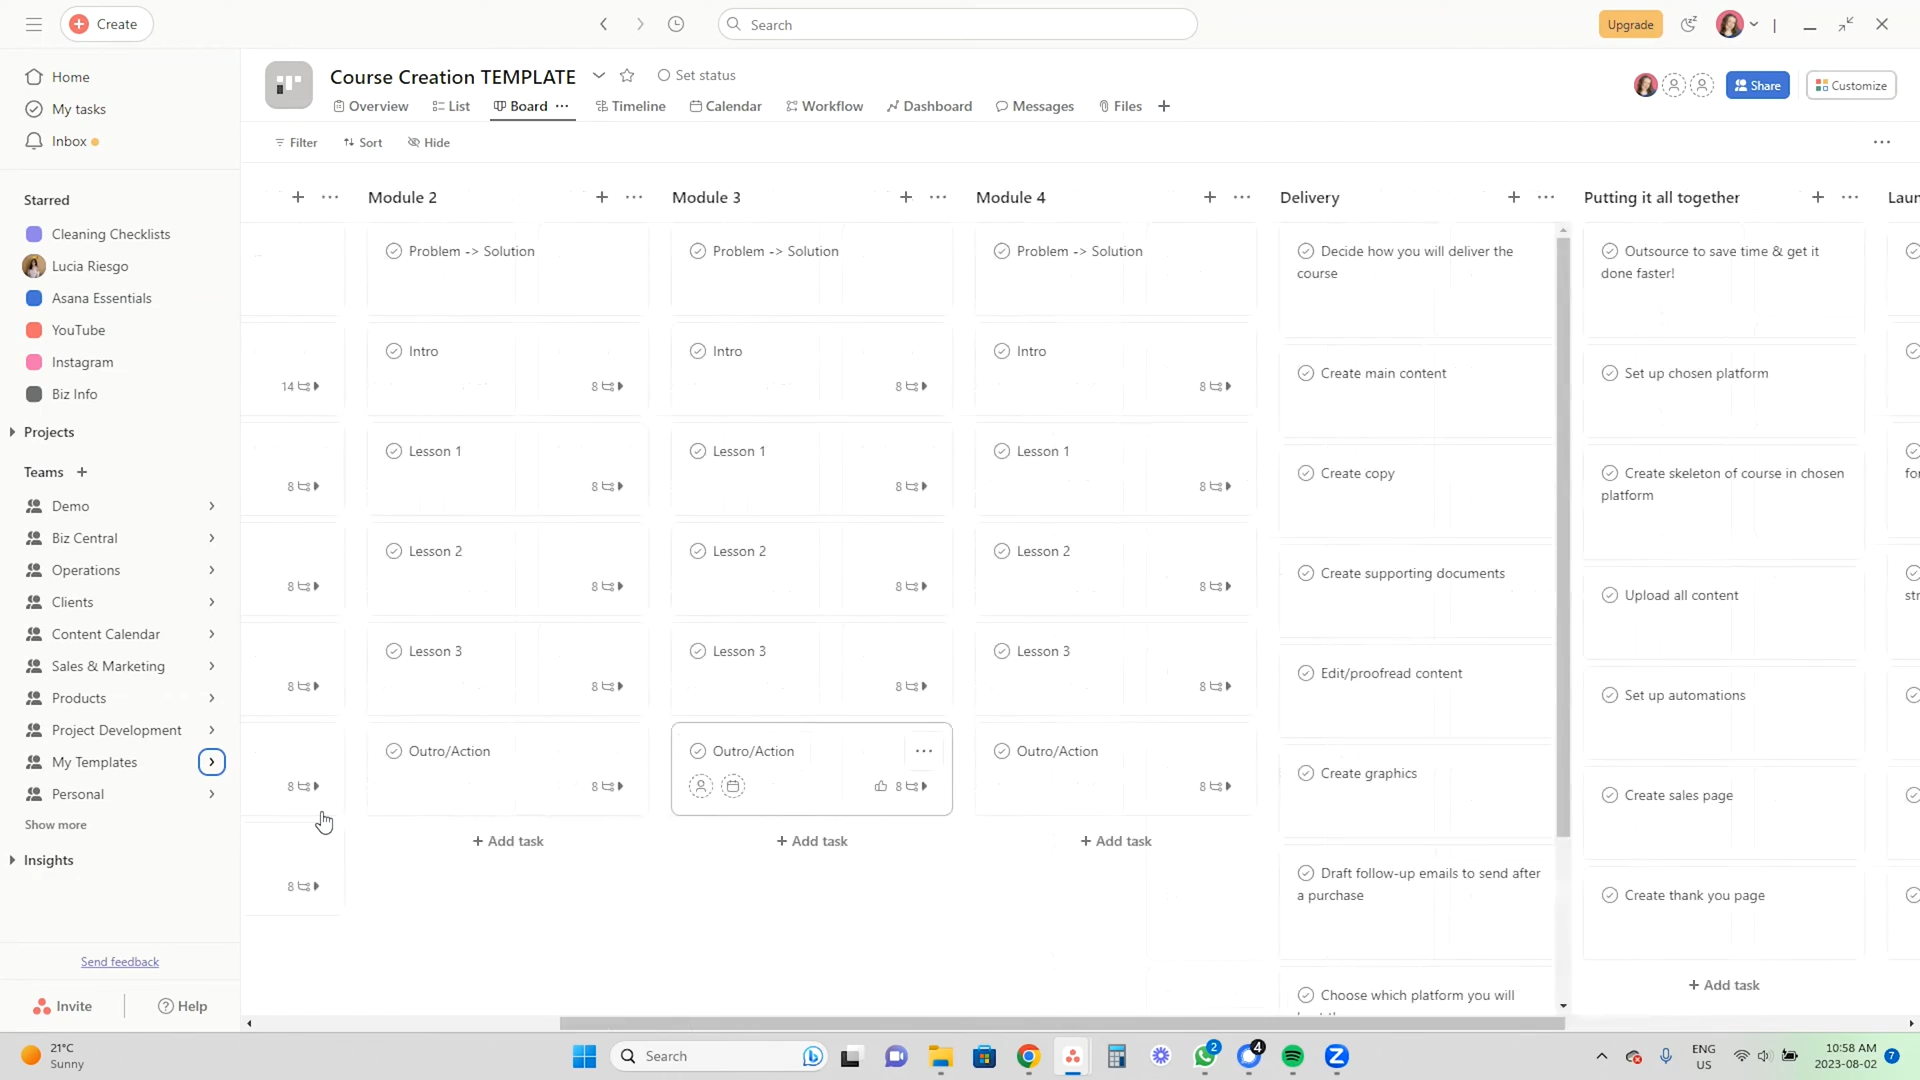 Create
Search
Upgrade
Home
My tasks
Inbox
Starred
Cleaning Checklists
Lucia Riesgo
Asana Essentials
YouTube
Instagram
Biz Info
Projects
Teams +
Demo
Biz Central
Operations
Clients
Content Calendar
Sales & Marketing
Products
Project Development
My Templates
Personal
Show more
Insights
Send feedback
Invite
Help
Course Creation TEMPLATE
Set status
Share
Customize
Overview
List
Board
Timeline
Calendar
Workflow
Dashboard
Messages
Files
Filter
Sort
Hide
14
8
8
8
8
8
Module 2
Problem -> Solution
Intro
8
Lesson 1
8
Lesson 2
8
Lesson 3
8
Outro/Action
8
+ Add task
Module 3
Problem -> Solution
Intro
8
Lesson 1
8
Lesson 2
8
Lesson 3
8
Outro/Action
8
+ Add task
Module 4
Problem -> Solution
Intro
8
Lesson 1
8
Lesson 2
8
Lesson 3
8
Outro/Action
8
+ Add task
Delivery
Decide how you will deliver the
course
Create main content
Create copy
Create supporting documents
Edit/proofread content
Create graphics
Draft follow-up emails to send after
a purchase
Choose which platform you will
Putting it all together
Outsource to save time & get it
done faster!
Set up chosen platform
Create skeleton of course in chosen
platform
Upload all content
Set up automations
Create sales page
Create thank you page
+ Add task
Laun
for
str
21°C
Sunny
Search
2
4
ENG
US
10:58 AM
2023-08-02
7